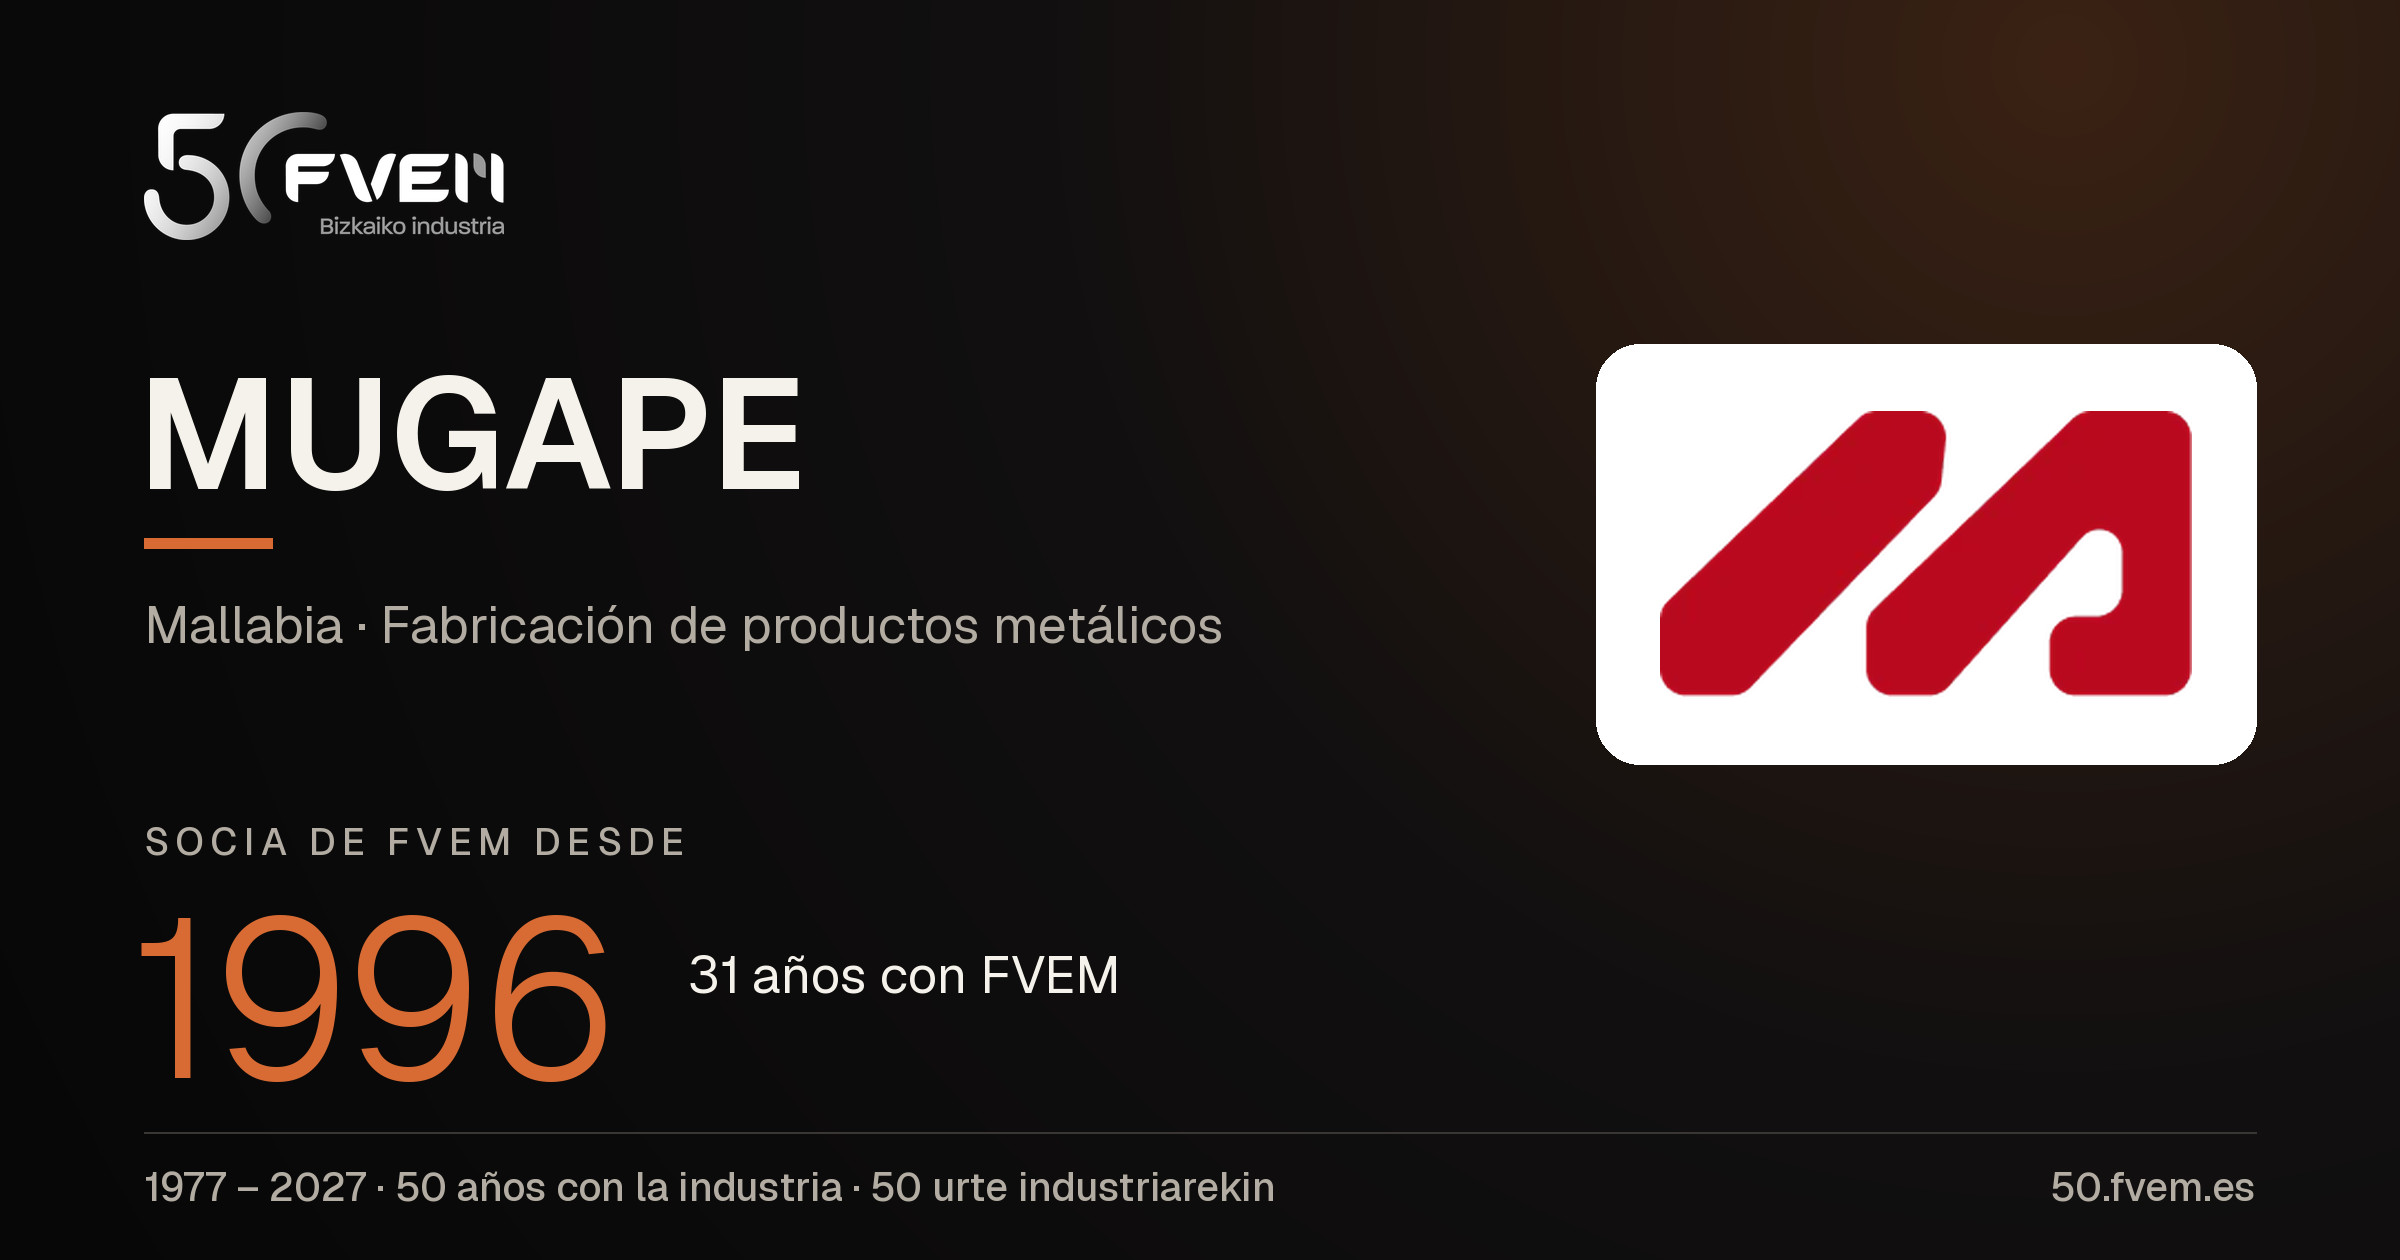 50 FVEM
Bizkaiko industria
MUGAPE
Mallabia · Fabricación de productos metálicos
SOCIA DE FVEM DESDE
1996
31 años con FVEM
1977 – 2027 · 50 años con la industria · 50 urte industriarekin
50.fvem.es